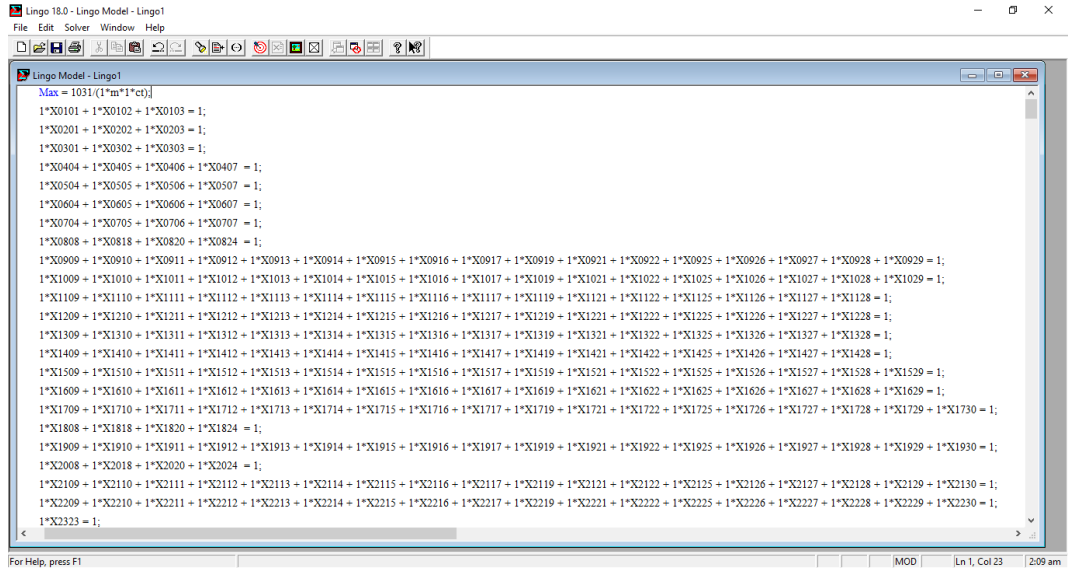 Lingo 18.0 - Lingo Model - Lingo1
File Edit Solver Window Help
Lingo Model - Lingo1
Max = 1031/(1*m*1*ct);
1*X0101 + 1*X0102 + 1*X0103 = 1;
1*X0201 + 1*X0202 + 1*X0203 = 1;
1*X0301 + 1*X0302 + 1*X0303 = 1;
1*X0404 + 1*X0405 + 1*X0406 + 1*X0407 = 1;
1*X0504 + 1*X0505 + 1*X0506 + 1*X0507 = 1;
1*X0604 + 1*X0605 + 1*X0606 + 1*X0607 = 1;
1*X0704 + 1*X0705 + 1*X0706 + 1*X0707 = 1;
1*X0808 + 1*X0818 + 1*X0820 + 1*X0824 = 1;
1*X0909 + 1*X0910 + 1*X0911 + 1*X0912 + 1*X0913 + 1*X0914 + 1*X0915 + 1*X0916 + 1*X0917 + 1*X0919 + 1*X0921 + 1*X0922 + 1*X0925 + 1*X0926 + 1*X0927 + 1*X0928 + 1*X0929 = 1;
1*X1009 + 1*X1010 + 1*X1011 + 1*X1012 + 1*X1013 + 1*X1014 + 1*X1015 + 1*X1016 + 1*X1017 + 1*X1019 + 1*X1021 + 1*X1022 + 1*X1025 + 1*X1026 + 1*X1027 + 1*X1028 + 1*X1029 = 1;
1*X1109 + 1*X1110 + 1*X1111 + 1*X1112 + 1*X1113 + 1*X1114 + 1*X1115 + 1*X1116 + 1*X1117 + 1*X1119 + 1*X1121 + 1*X1122 + 1*X1125 + 1*X1126 + 1*X1127 + 1*X1128 = 1;
1*X1209 + 1*X1210 + 1*X1211 + 1*X1212 + 1*X1213 + 1*X1214 + 1*X1215 + 1*X1216 + 1*X1217 + 1*X1219 + 1*X1221 + 1*X1222 + 1*X1225 + 1*X1226 + 1*X1227 + 1*X1228 = 1;
1*X1309 + 1*X1310 + 1*X1311 + 1*X1312 + 1*X1313 + 1*X1314 + 1*X1315 + 1*X1316 + 1*X1317 + 1*X1319 + 1*X1321 + 1*X1322 + 1*X1325 + 1*X1326 + 1*X1327 + 1*X1328 = 1;
1*X1409 + 1*X1410 + 1*X1411 + 1*X1412 + 1*X1413 + 1*X1414 + 1*X1415 + 1*X1416 + 1*X1417 + 1*X1419 + 1*X1421 + 1*X1422 + 1*X1425 + 1*X1426 + 1*X1427 + 1*X1428 = 1;
1*X1509 + 1*X1510 + 1*X1511 + 1*X1512 + 1*X1513 + 1*X1514 + 1*X1515 + 1*X1516 + 1*X1517 + 1*X1519 + 1*X1521 + 1*X1522 + 1*X1525 + 1*X1526 + 1*X1527 + 1*X1528 + 1*X1529 = 1;
1*X1609 + 1*X1610 + 1*X1611 + 1*X1612 + 1*X1613 + 1*X1614 + 1*X1615 + 1*X1616 + 1*X1617 + 1*X1619 + 1*X1621 + 1*X1622 + 1*X1625 + 1*X1626 + 1*X1627 + 1*X1628 + 1*X1629 = 1;
1*X1709 + 1*X1710 + 1*X1711 + 1*X1712 + 1*X1713 + 1*X1714 + 1*X1715 + 1*X1716 + 1*X1717 + 1*X1719 + 1*X1721 + 1*X1722 + 1*X1725 + 1*X1726 + 1*X1727 + 1*X1728 + 1*X1729 + 1*X1730 = 1;
1*X1808 + 1*X1818 + 1*X1820 + 1*X1824 = 1;
1*X1909 + 1*X1910 + 1*X1911 + 1*X1912 + 1*X1913 + 1*X1914 + 1*X1915 + 1*X1916 + 1*X1917 + 1*X1919 + 1*X1921 + 1*X1922 + 1*X1925 + 1*X1926 + 1*X1927 + 1*X1928 + 1*X1929 + 1*X1930 = 1;
1*X2008 + 1*X2018 + 1*X2020 + 1*X2024 = 1;
1*X2109 + 1*X2110 + 1*X2111 + 1*X2112 + 1*X2113 + 1*X2114 + 1*X2115 + 1*X2116 + 1*X2117 + 1*X2119 + 1*X2121 + 1*X2122 + 1*X2125 + 1*X2126 + 1*X2127 + 1*X2128 + 1*X2129 + 1*X2130 = 1;
1*X2209 + 1*X2210 + 1*X2211 + 1*X2212 + 1*X2213 + 1*X2214 + 1*X2215 + 1*X2216 + 1*X2217 + 1*X2219 + 1*X2221 + 1*X2222 + 1*X2225 + 1*X2226 + 1*X2227 + 1*X2228 + 1*X2229 + 1*X2230 = 1;
1*X2323 = 1;
For Help, press F1
MOD Ln 1, Col 23 2:09 am